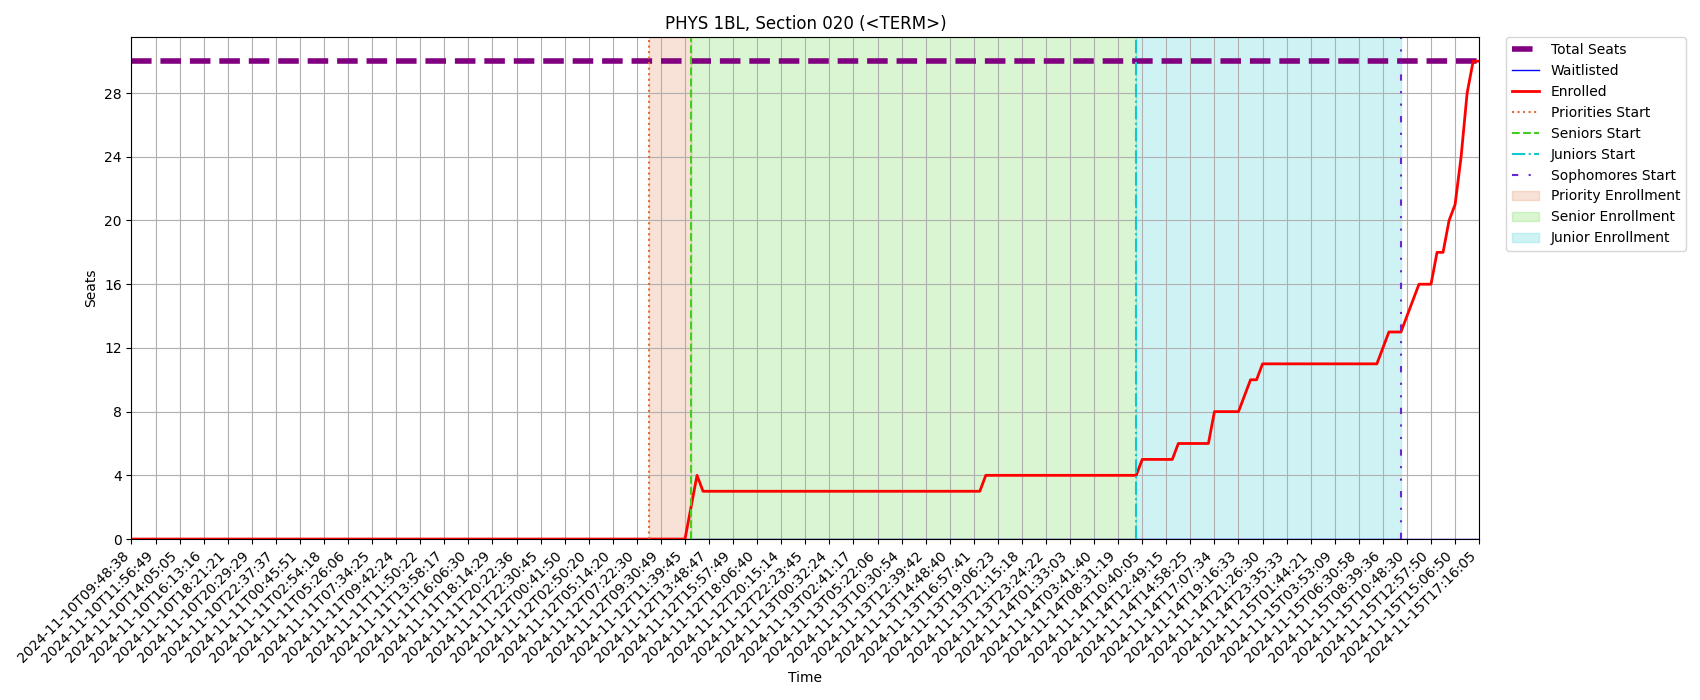 PHYS 1BL, Section 020 (<TERM>)
Total Seats
Waitlisted
Enrolled
Priorities Start
Seniors Start
Juniors Start
Sophomores Start
Priority Enrollment
Senior Enrollment
Junior Enrollment
Seats
28
24
20
16
12
8
4
0
2024-11-10T09:48:38
2024-11-10T11:56:49
2024-11-10T14:05:05
2024-11-10T16:13:16
2024-11-10T18:21:21
2024-11-10T20:29:29
2024-11-10T22:37:37
2024-11-11T00:45:51
2024-11-11T02:54:18
2024-11-11T05:26:06
2024-11-11T07:34:25
2024-11-11T09:42:24
2024-11-11T11:50:22
2024-11-11T13:58:17
2024-11-11T16:06:30
2024-11-11T18:14:29
2024-11-11T20:22:36
2024-11-11T22:30:45
2024-11-12T00:41:50
2024-11-12T02:50:20
2024-11-12T05:14:20
2024-11-12T07:22:30
2024-11-12T09:30:49
2024-11-12T11:39:45
2024-11-12T13:48:47
2024-11-12T15:57:49
2024-11-12T18:06:40
2024-11-12T20:15:14
2024-11-12T22:23:45
2024-11-13T00:32:24
2024-11-13T02:41:17
2024-11-13T05:22:06
2024-11-13T10:30:54
2024-11-13T12:39:42
2024-11-13T14:48:40
2024-11-13T16:57:41
2024-11-13T19:06:23
2024-11-13T21:15:18
2024-11-13T23:24:22
2024-11-14T01:33:03
2024-11-14T03:41:40
2024-11-14T08:31:19
2024-11-14T10:40:05
2024-11-14T12:49:15
2024-11-14T14:58:25
2024-11-14T17:07:34
2024-11-14T19:16:33
2024-11-14T21:26:30
2024-11-14T23:35:33
2024-11-15T01:44:21
2024-11-15T03:53:09
2024-11-15T06:30:58
2024-11-15T08:39:36
2024-11-15T10:48:30
2024-11-15T12:57:50
2024-11-15T15:06:50
2024-11-15T17:16:05
Time